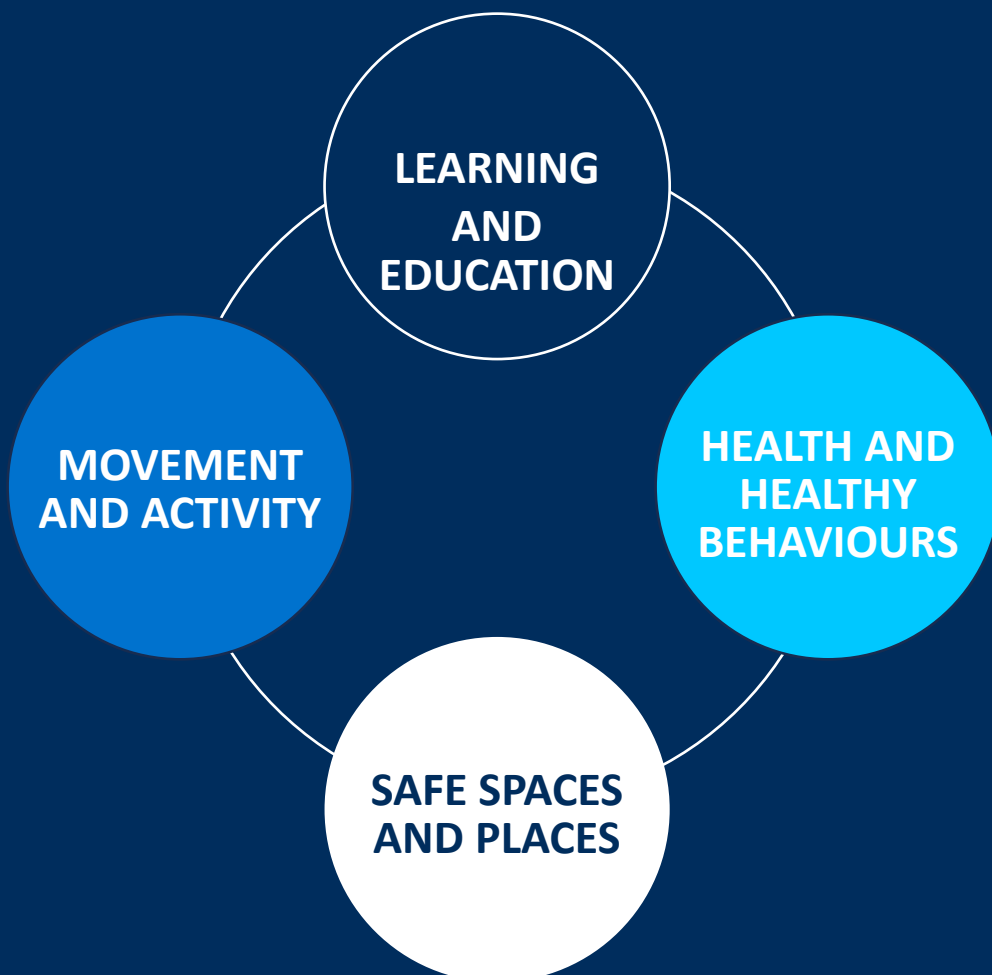 LEARNING
AND
EDUCATION
MOVEMENT
AND ACTIVITY
HEALTH AND
HEALTHY
BEHAVIOURS
SAFE SPACES
AND PLACES